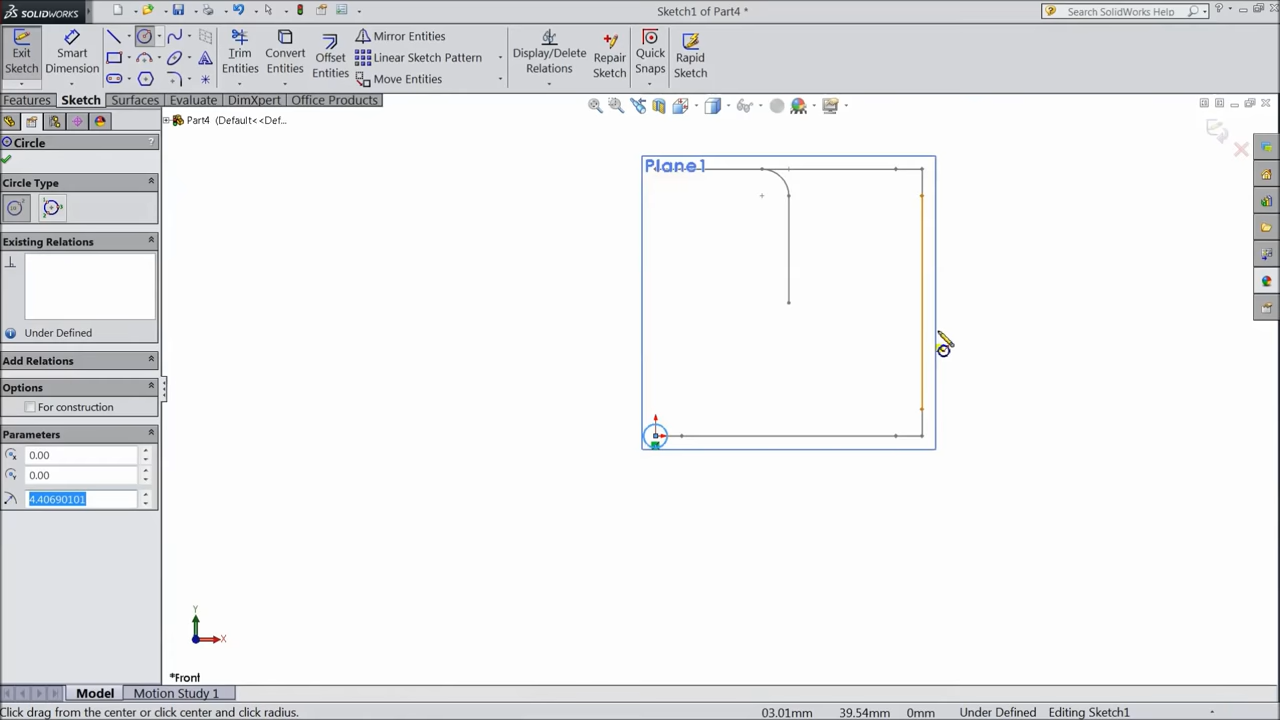 SOLIDWORKS
Sketch1 of Part4 *
Search SolidWorks Help
Exit Sketch
Smart Dimension
Trim Entities
Convert Entities
Offset Entities
Mirror Entities
Linear Sketch Pattern
Move Entities
Display/Delete Relations
Repair Sketch
Quick Snaps
Rapid Sketch
Features
Sketch
Surfaces
Evaluate
DimXpert
Office Products
Part4 (Default<<Def...
Circle
?
Circle Type
Existing Relations
Under Defined
Add Relations
Options
For construction
Parameters
0.00
0.00
4.40690101
Plane1
Y
X
*Front
Model
Motion Study 1
Click drag from the center or click center and click radius.
03.01mm
39.54mm
0mm
Under Defined
Editing Sketch1